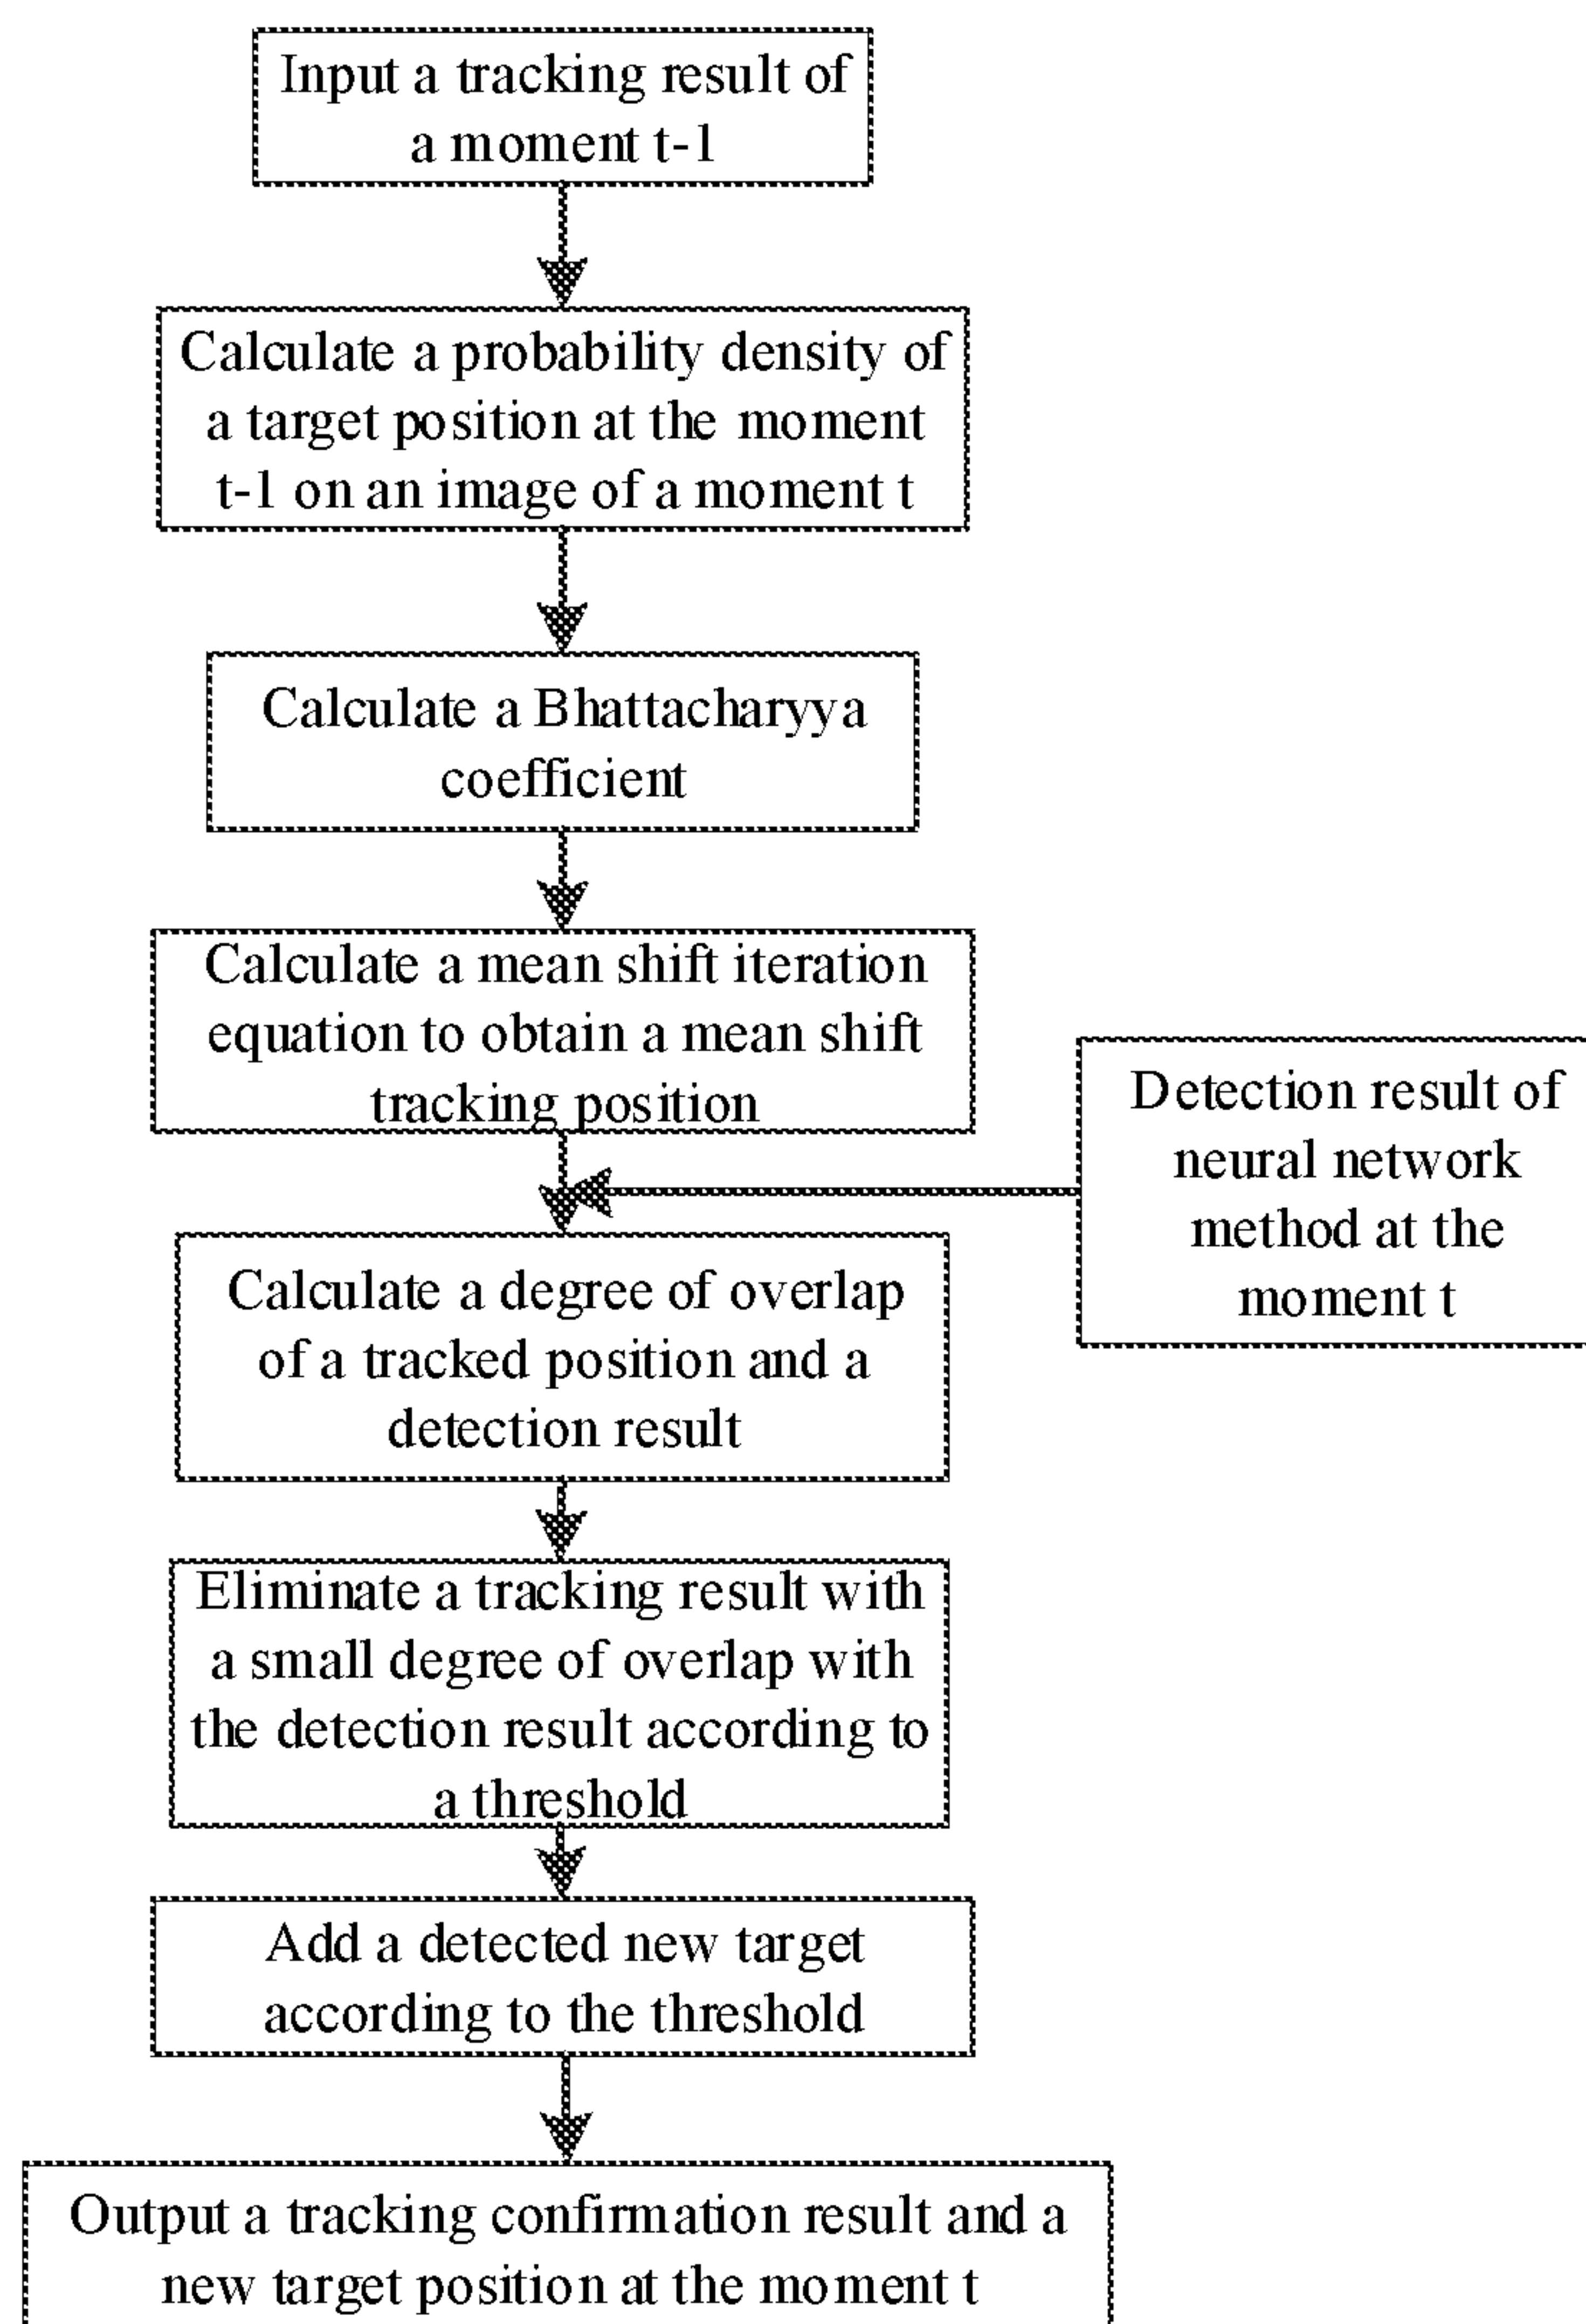 Input a tracking result of
a moment t-1
Calculate a probability density of
a target position at the moment
t-1 on an image of a moment t
Calculate a Bhattacharyya
coefficient
Calculate a mean shift iteration
equation to obtain a mean shift
tracking position
Detection result of
neural network
method at the
moment t
Calculate a degree of overlap
of a tracked position and a
detection result
Eliminate a tracking result with
a small degree of overlap with
the detection result according to
a threshold
Add a detected new target
according to the threshold
Output a tracking confirmation result and a
new target position at the moment t